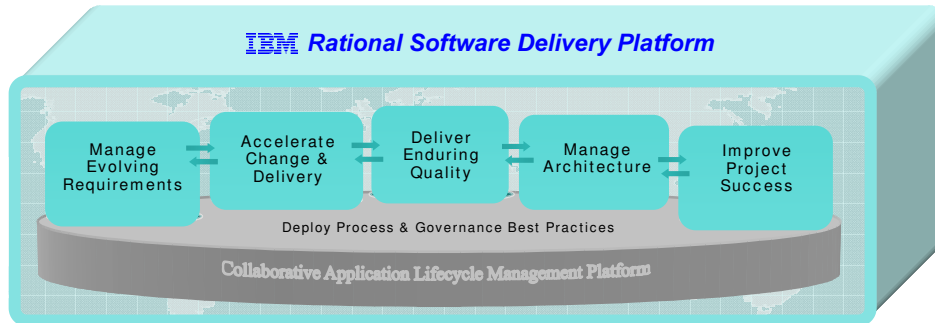 IBM Rational Software Delivery Platform
Manage
Evolving
Requirements
Accelerate
Change &
Delivery
Deliver
Enduring
Quality
Manage
Architecture
Improve
Project
Success
Deploy Process & Governance Best Practices
Collaborative Application Lifecycle Management Platform